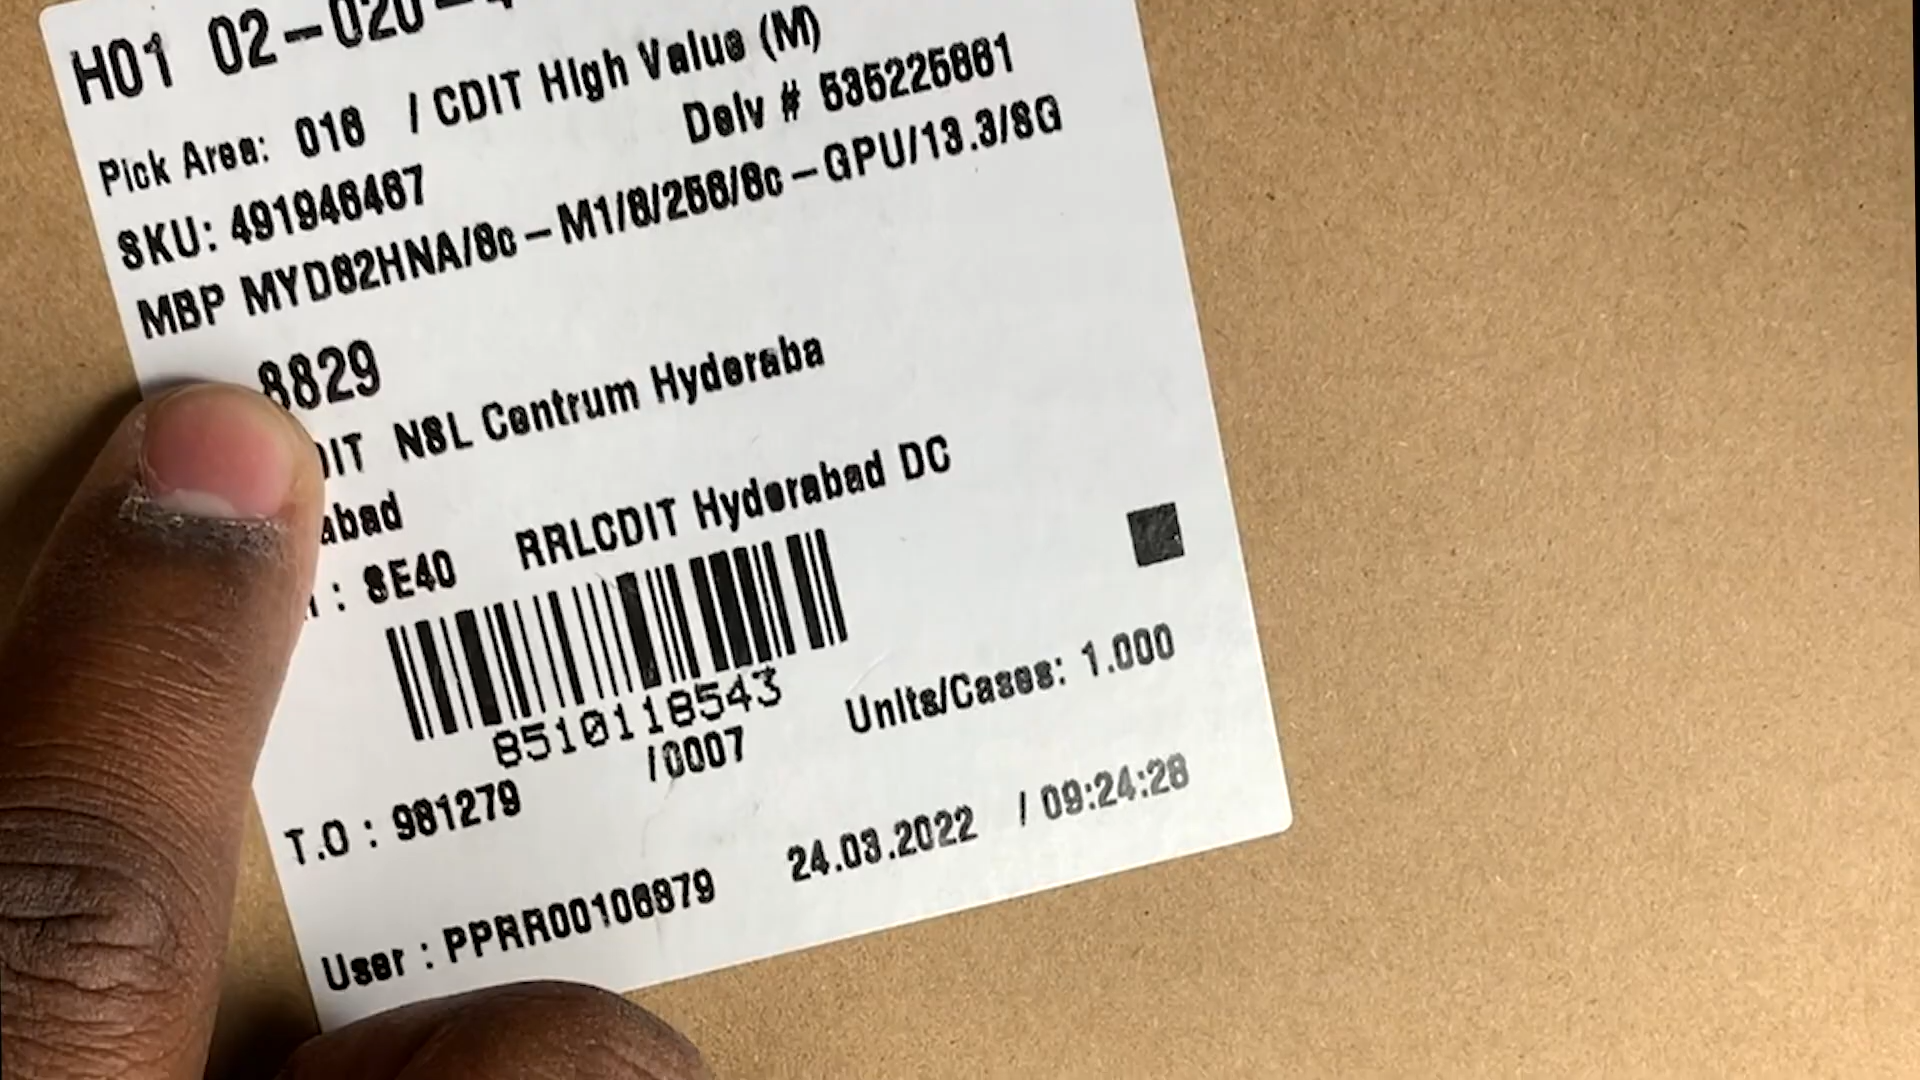 H01 02-020-
Pick Area: 016 / CDIT High Value (M)
SKU: 491946467 Delv # 535225861
MBP MYD82HNA/8c-M1/8/256/8c-GPU/13.3/SG
8829
DIT NSL Centrum Hyderaba
abad
: SE40 RRLCDIT Hyderabad DC
8510118543
/0007 Units/Cases: 1.000
T.O : 981279
24.03.2022 / 09:24:28
User : PPRR00106879